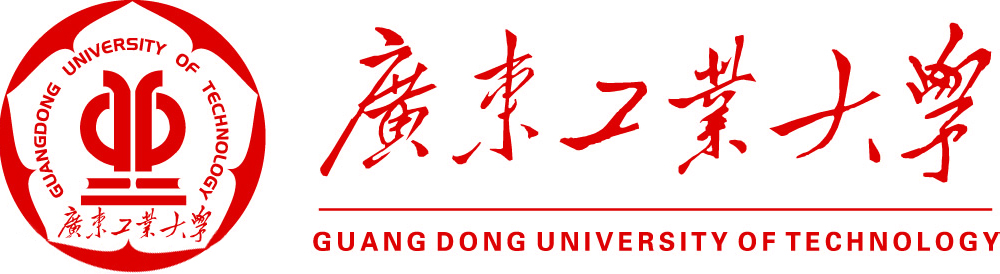 GUANGDONG UNIVERSITY OF TECHNOLOGY
廣東工業大學
廣東工業大學
GUANG DONG UNIVERSITY OF TECHNOLOGY